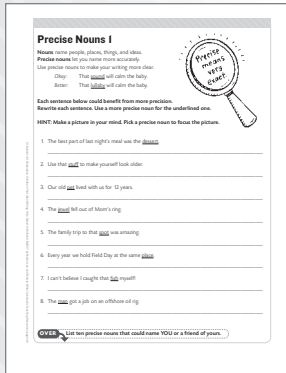 Precise Nouns 1
Nouns name people, places, things, and ideas.
Precise nouns let you name more accurately.
Use precise nouns to make your writing more clear.
Okay: That sound will calm the baby.
Better: That lullaby will calm the baby.
Precise
means
very
exact.
Each sentence below could benefit from more precision.
Rewrite each sentence. Use a more precise noun for the underlined one.
HINT: Make a picture in your mind. Pick a precise noun to focus the picture.
1. The best part of last night's meal was the dessert.
2. Use that stuff to make yourself look older.
3. Our old pet lived with us for 12 years.
4. The jewel fell out of Mom's ring.
5. The family trip to that spot was amazing.
6. Every year we hold Field Day at the same place.
7. I can't believe I caught that fish myself!
8. The man got a job on an offshore oil rig.
OVER List ten precise nouns that could name YOU or a friend of yours.